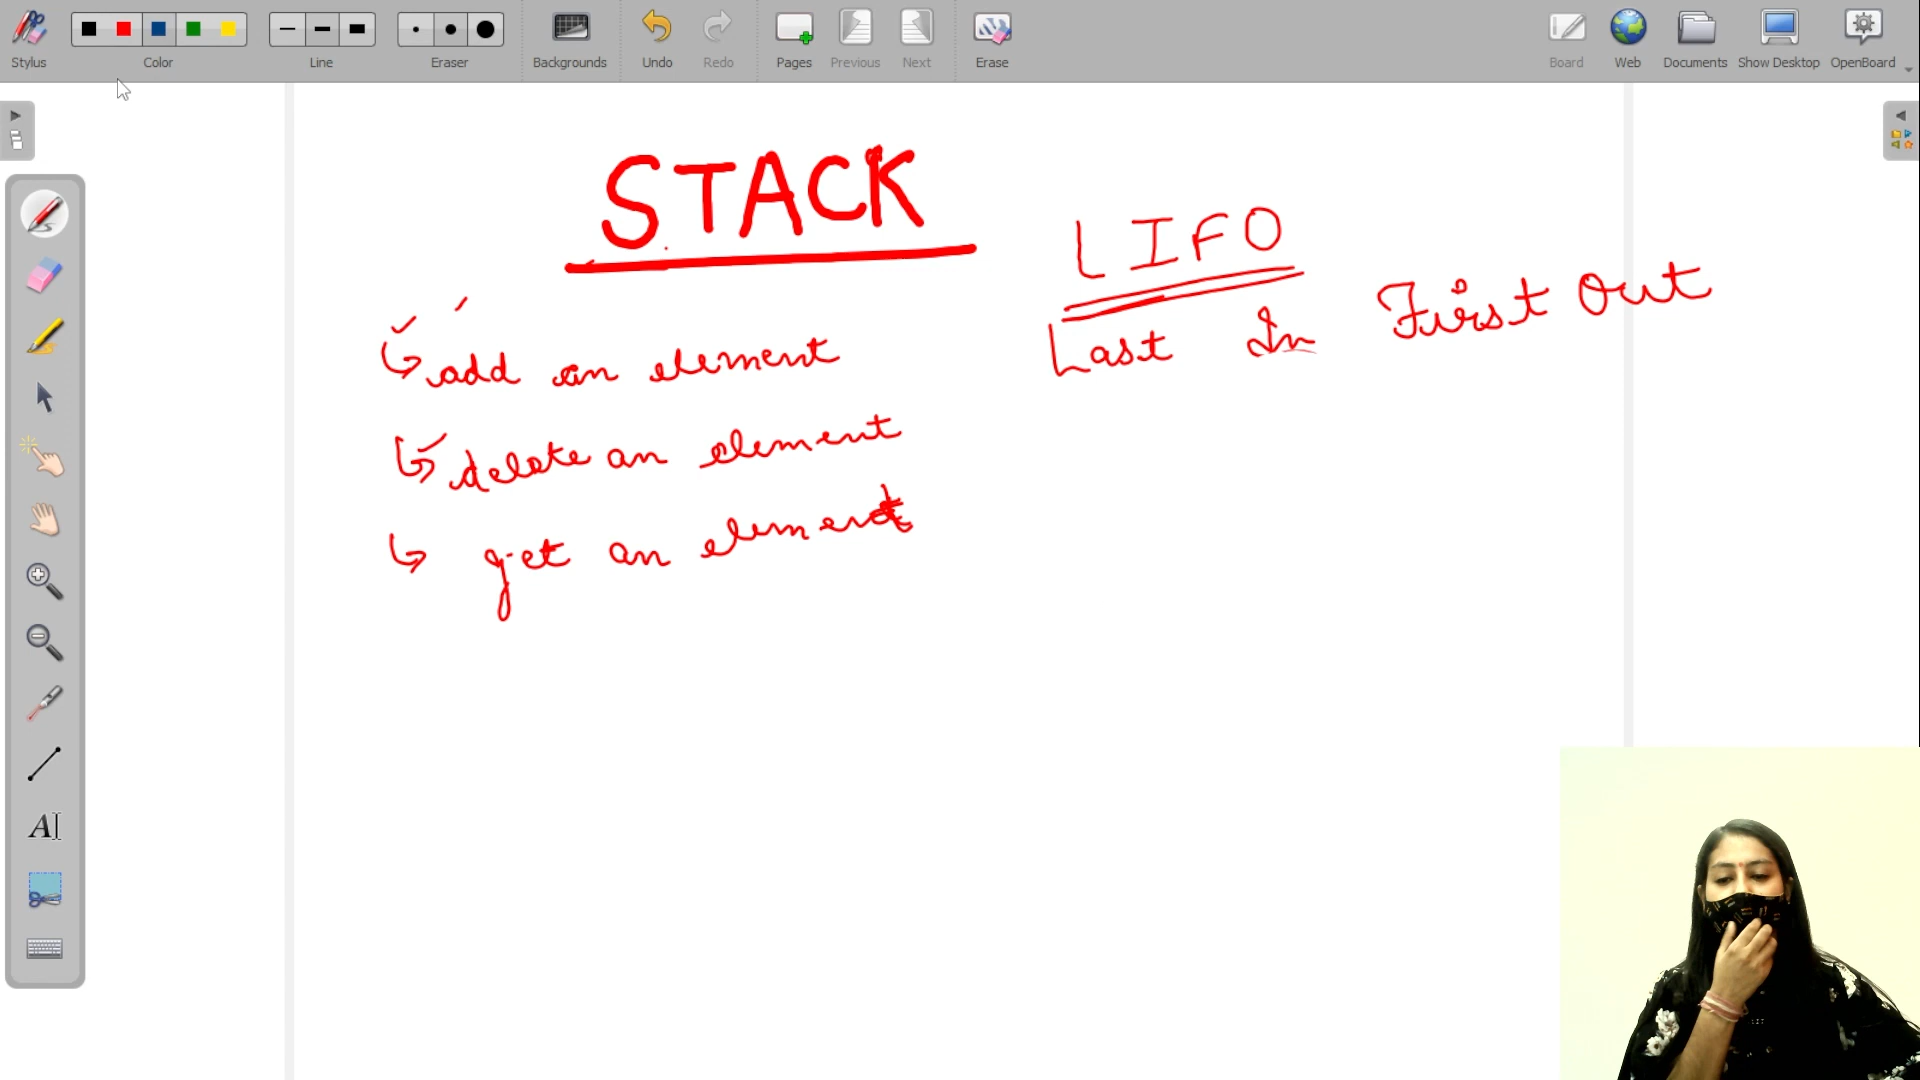 Stylus Color Line Eraser Backgrounds Undo Redo Pages Previous Next Erase Board Web Documents Show Desktop OpenBoard
STACK
LIFO
Last In First Out
add an element
delete an element
get an element
A